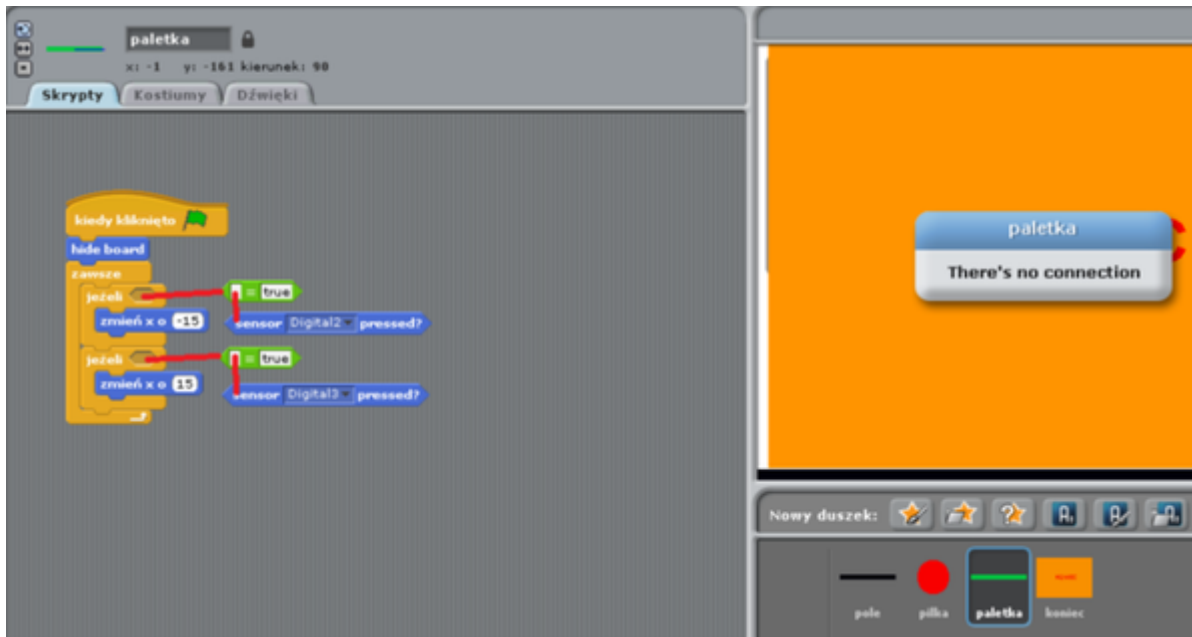 paletka
x: -1 y: -161 kierunek: 90
Skrypty Kostiumy Dźwięki
kiedy kliknięto
hide board
zawsze
jeżeli
= true
zmień x o -15
sensor Digital2 pressed?
jeżeli
= true
zmień x o 15
sensor Digital3 pressed?
paletka
There's no connection
Nowy duszek:
pole piłka paletka koniec